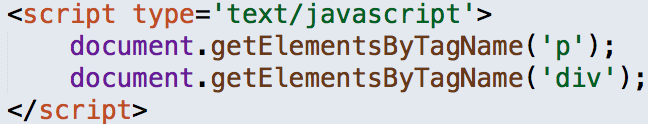 <script type='text/javascript'>
    document.getElementsByTagName('p');
    document.getElementsByTagName('div');
</script>